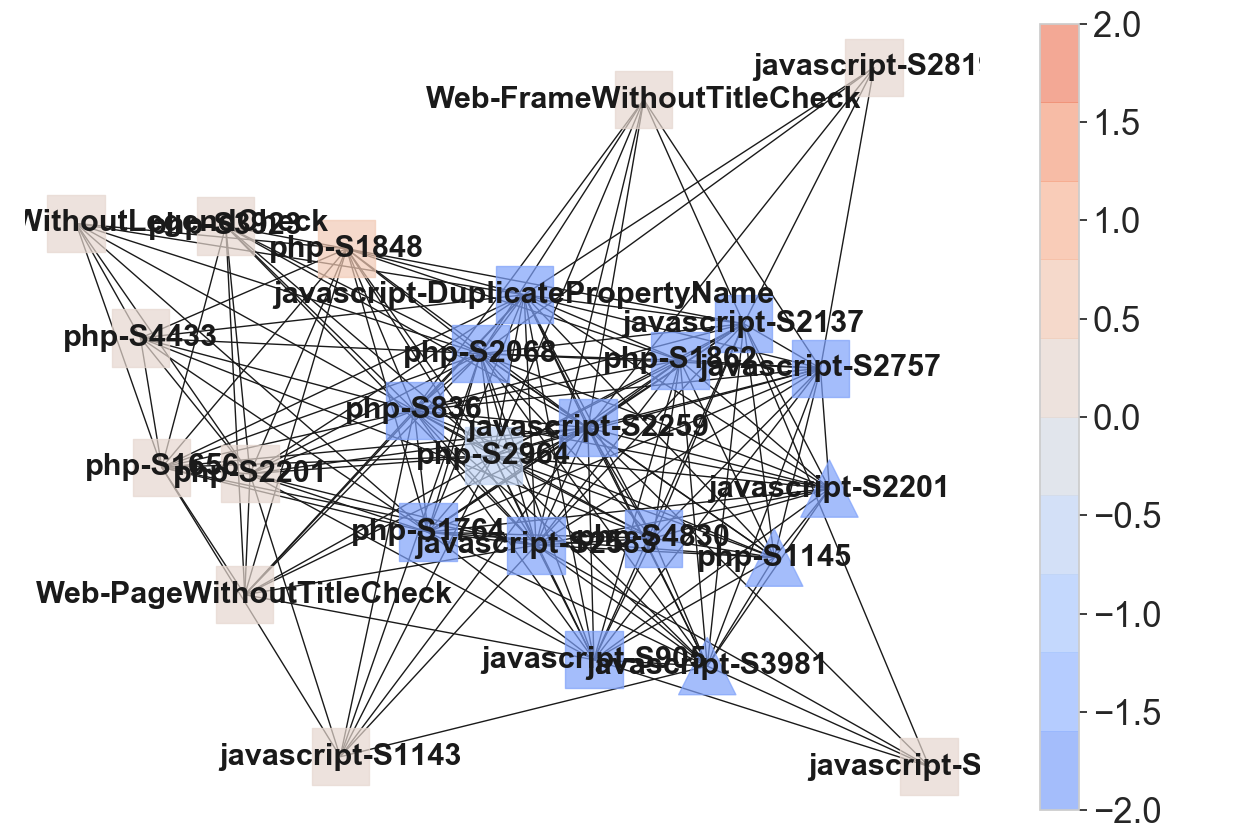 2.0
javascript-S281
Web-FrameWithoutTitleCheck
1.5
WithoutLegendCheck
php-S3923
1.0
php-S1848
javascript-DuplicatePropertyName
javascript-S2137
0.5
php-S4433
php-S2068
php-S1862
javascript-S2757
php-S836
0.0
javascript-S2259
php-S2964
php-S1656
php-S2201
javascript-S2201
−0.5
php-S1764
javascript-S2583
php-S4830
php-S1145
Web-PageWithoutTitleCheck
−1.0
javascript-S905
javascript-S3981
−1.5
javascript-S1143
javascript-S
−2.0